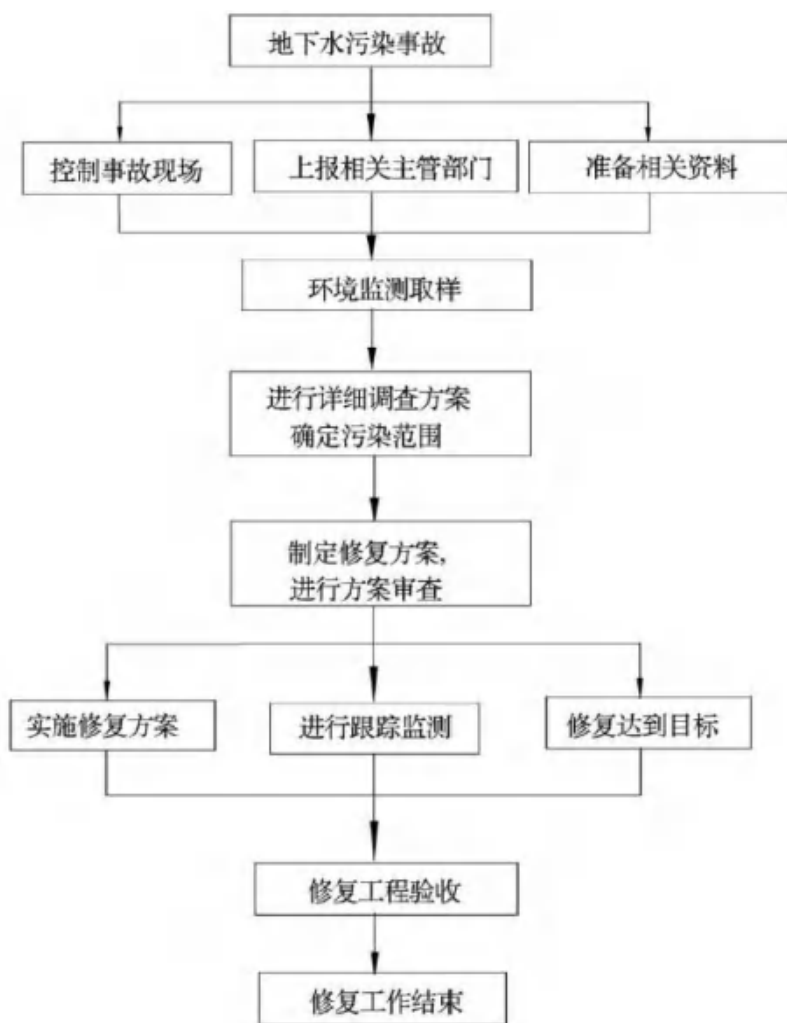 地下水污染事故
控制事故现场
上报相关主管部门
准备相关资料
环境监测取样
进行详细调查方案
确定污染范围
制定修复方案,
进行方案审查
实施修复方案
进行跟踪监测
修复达到目标
修复工程验收
修复工作结束